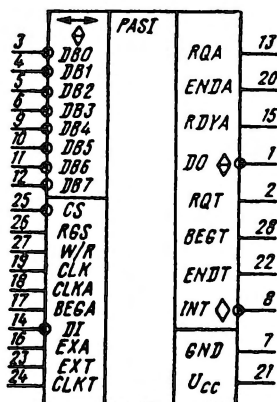 PASI
3 DB0
4 DB1
5 DB2
6 DB3
9 DB4
10 DB5
11 DB6
12 DB7
25 CS
26 RGS
27 W/R
19 CLK
18 CLKA
17 BEGA
14 DI
16 EXA
23 EXT
24 CLKT
RQA 13
ENDA 20
RDYA 15
DO 1
RQT 2
BEGT 28
ENDT 22
INT 8
GND 7
UCC 21